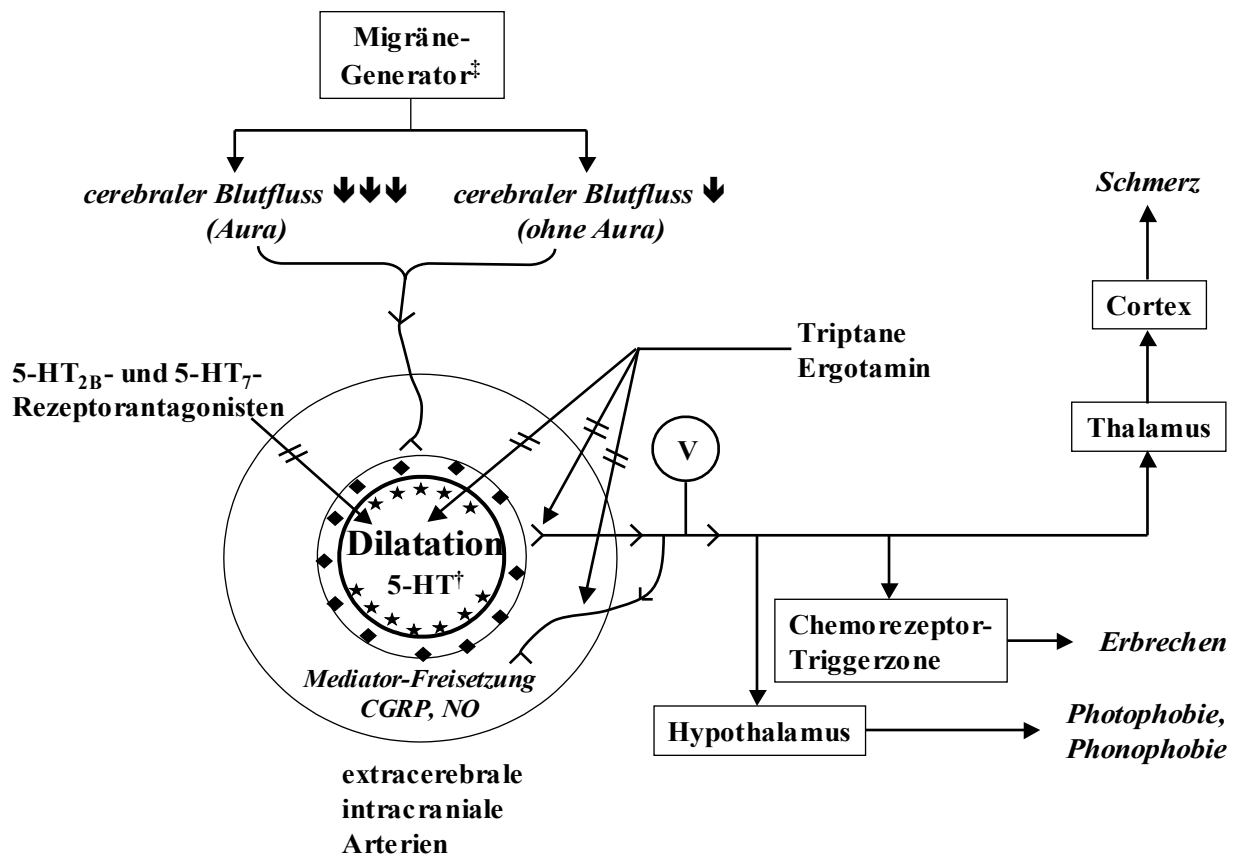 Migräne-
Generator‡
cerebraler Blutfluss
(Aura)
cerebraler Blutfluss
(ohne Aura)
Schmerz
Cortex
Triptane
Ergotamin
5-HT2B- und 5-HT7-
Rezeptorantagonisten
Thalamus
V
Dilatation
5-HT†
Chemorezeptor-
Triggerzone
Erbrechen
Mediator-Freisetzung
CGRP, NO
Hypothalamus
Photophobie,
Phonophobie
extracerebrale
intracraniale
Arterien